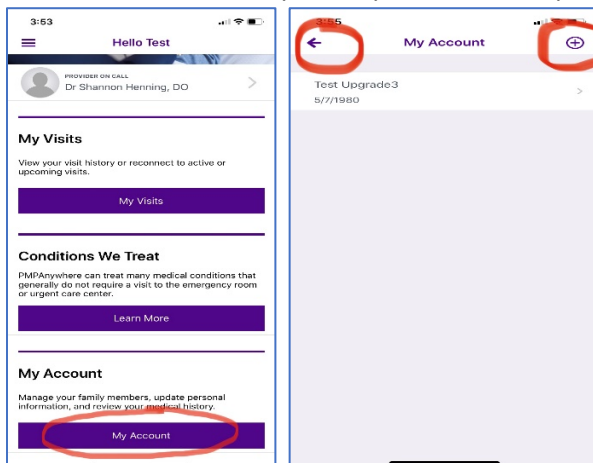 3:53
Hello Test
PROVIDER ON CALL
Dr Shannon Henning, DO
My Visits
View your visit history or reconnect to active or
upcoming visits.
My Visits
Conditions We Treat
PMPAnywhere can treat many medical conditions that
generally do not require a visit to the emergency room
or urgent care center.
Learn More
My Account
Manage your family members, update personal
information, and review your medical history.
My Account
3:55
My Account
Test Upgrade3
5/7/1980